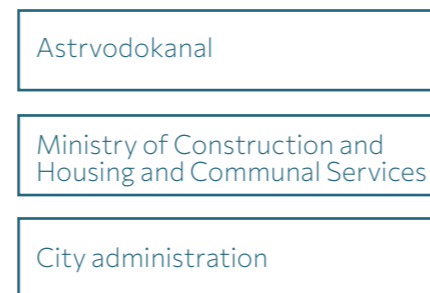 Astrvodokanal
Ministry of Construction and
Housing and Communal Services
City administration